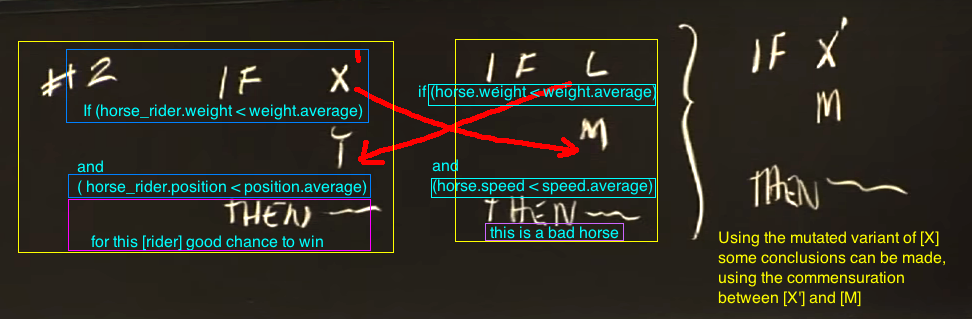 #2 IF X'
If (horse_rider.weight < weight.average)
Y
and
( horse_rider.position < position.average)
THEN
for this [rider] good chance to win
IF L
if (horse.weight < weight.average)
M
and
(horse.speed < speed.average)
THEN
this is a bad horse
IF X'
M
THEN
Using the mutated variant of [X]
some conclusions can be made,
using the commensuration
between [X'] and [M]